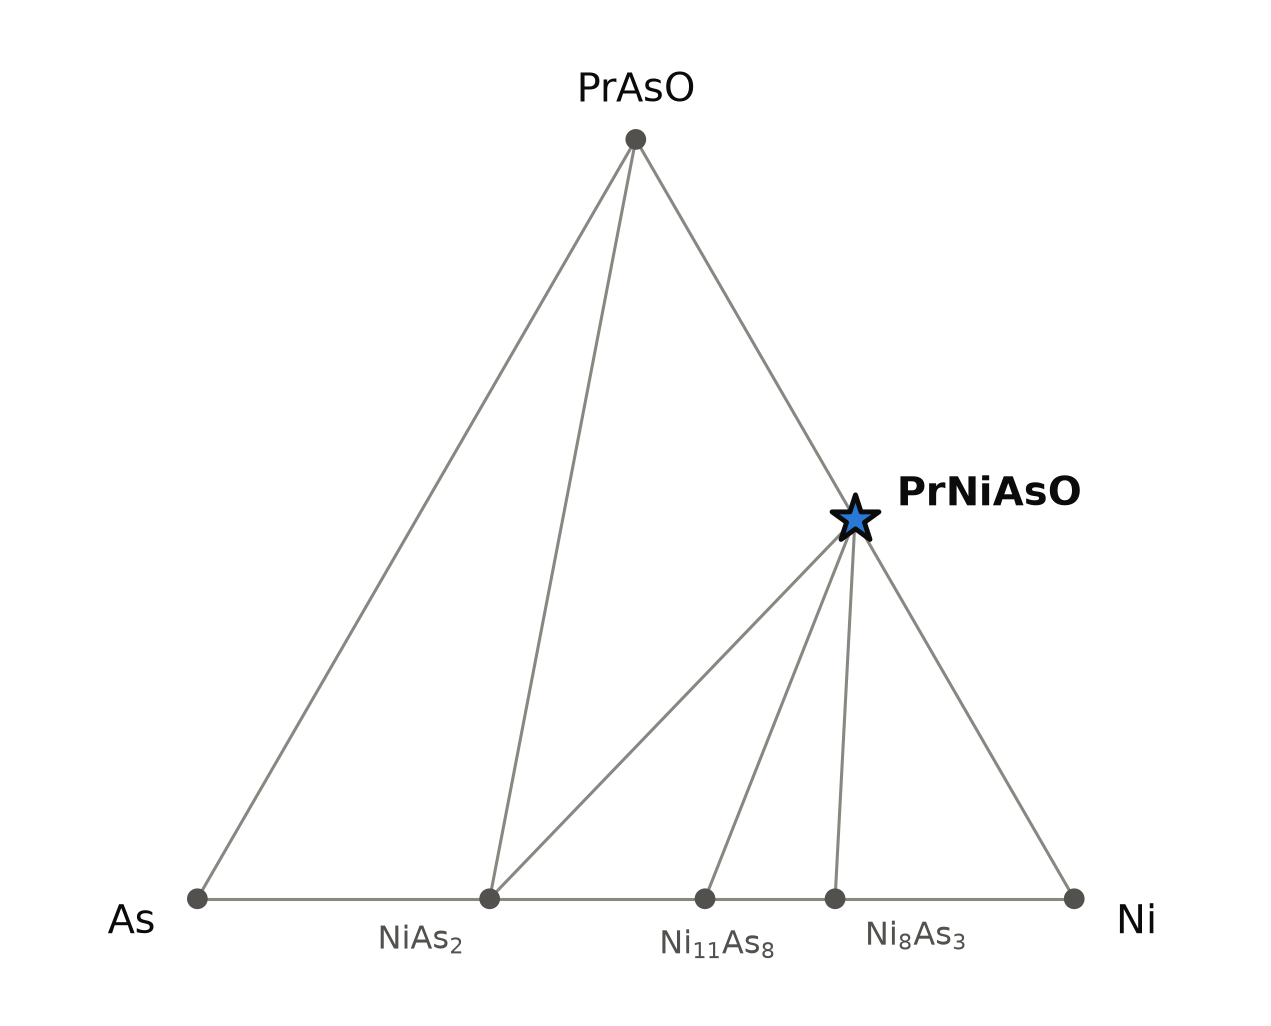 PrAsO
PrNiAsO
As
Ni
NiAs₂
Ni₁₁As₈
Ni₈As₃